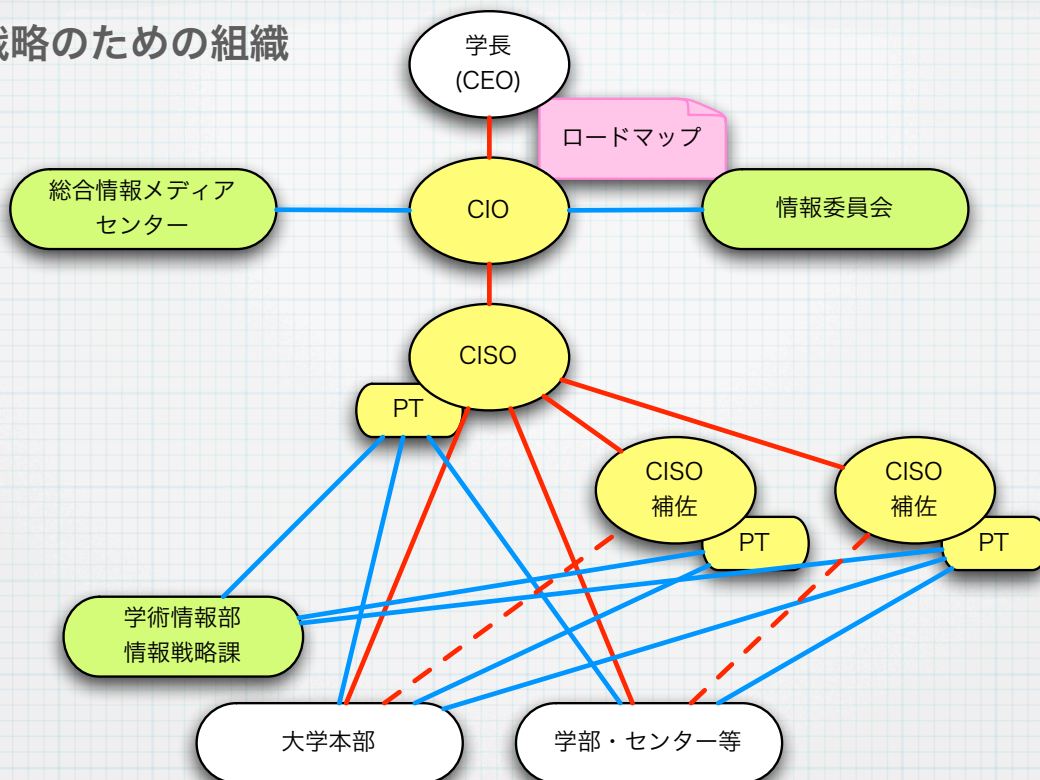 略のための組織
学長
(CEO)
ロードマップ
総合情報メディア
センター
CIO
情報委員会
CISO
PT
CISO
補佐
PT
CISO
補佐
PT
学術情報部
情報戦略課
大学本部
学部・センター等